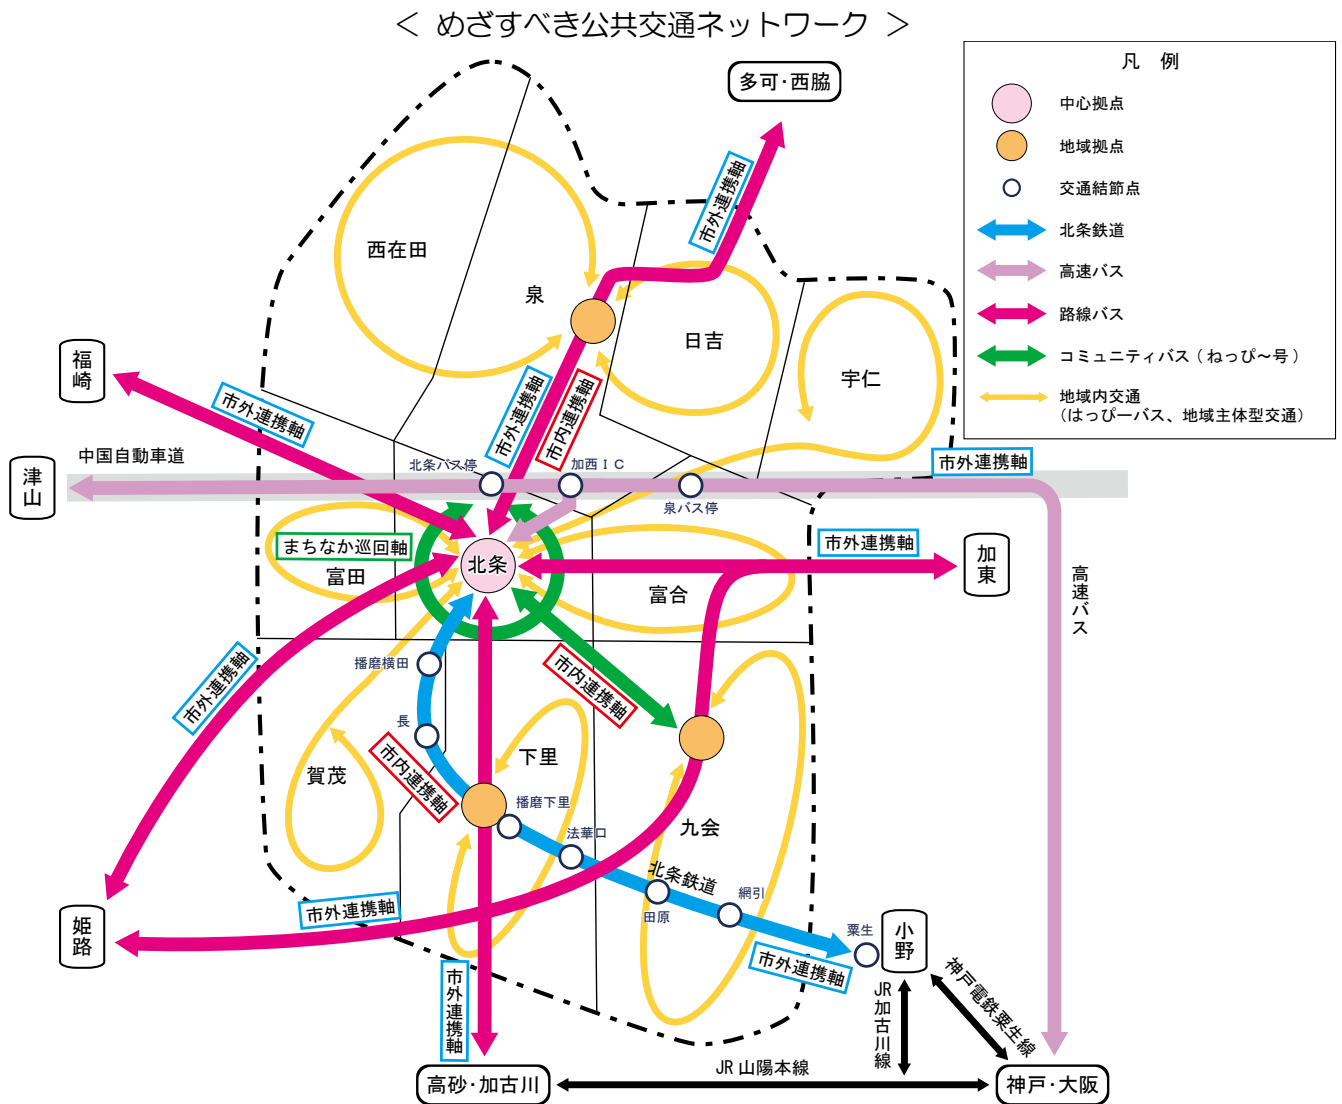 ＜ めざすべき公共交通ネットワーク ＞
凡 例
中心拠点
地域拠点
交通結節点
北条鉄道
高速バス
路線バス
コミュニティバス（ねっぴ～号）
地域内交通
（はっぴーバス、地域主体型交通）
多可・西脇
市外連携軸
西在田
泉
日吉
宇仁
福崎
市外連携軸
市外連携軸
市内連携軸
中国自動車道
津山
北条バス停
加西ＩＣ
泉バス停
市外連携軸
まちなか巡回軸
富田
北条
富合
市外連携軸
加東
高速バス
播磨横田
市外連携軸
市内連携軸
長
賀茂
市内連携軸
下里
播磨下里
法華口
九会
北条鉄道
田原
網引
粟生
小野
市外連携軸
市外連携軸
姫路
市外連携軸
JR加古川線
神戸電鉄粟生線
JR山陽本線
高砂・加古川
神戸・大阪